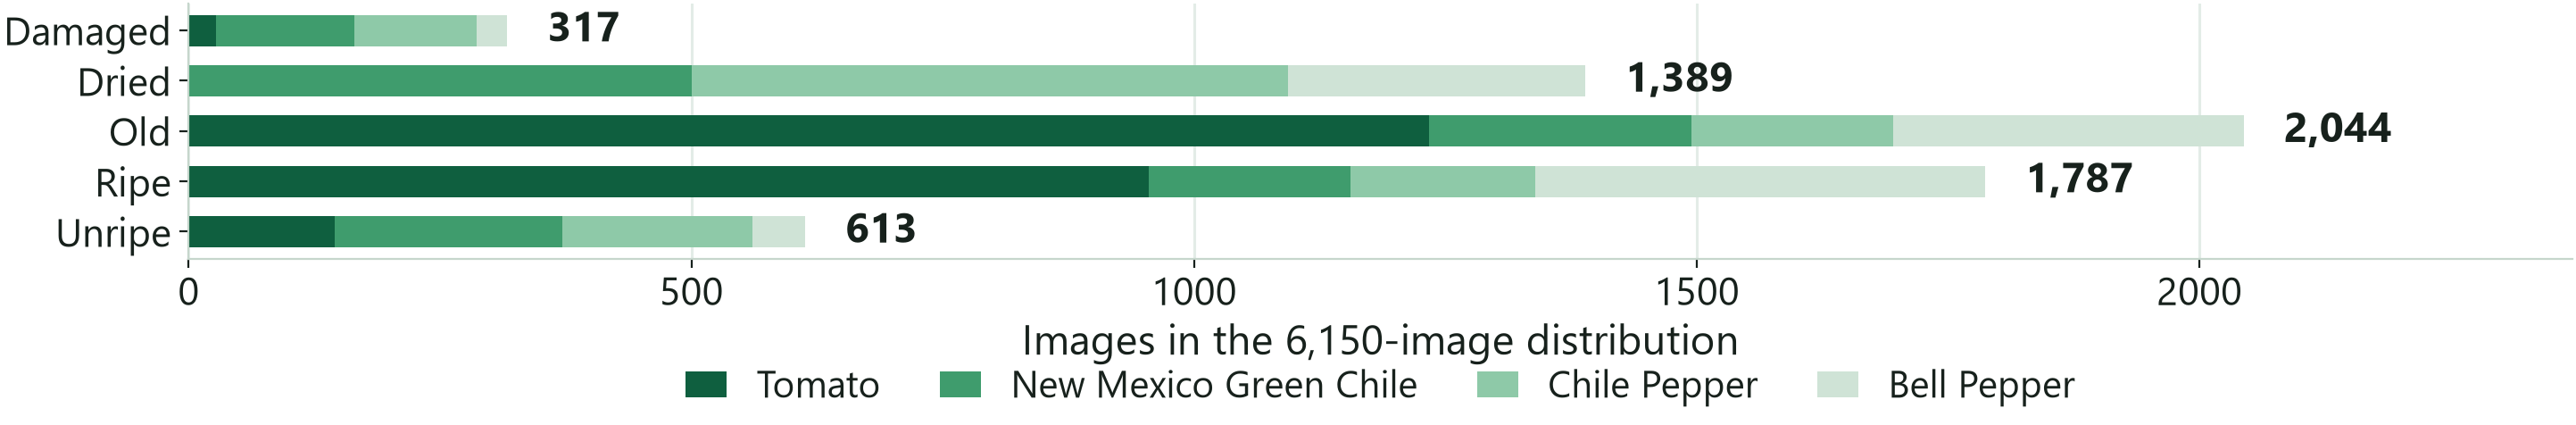 Damaged 317
Dried 1,389
Old 2,044
Ripe 1,787
Unripe 613
0 500 1000 1500 2000
Images in the 6,150-image distribution
Tomato New Mexico Green Chile Chile Pepper Bell Pepper